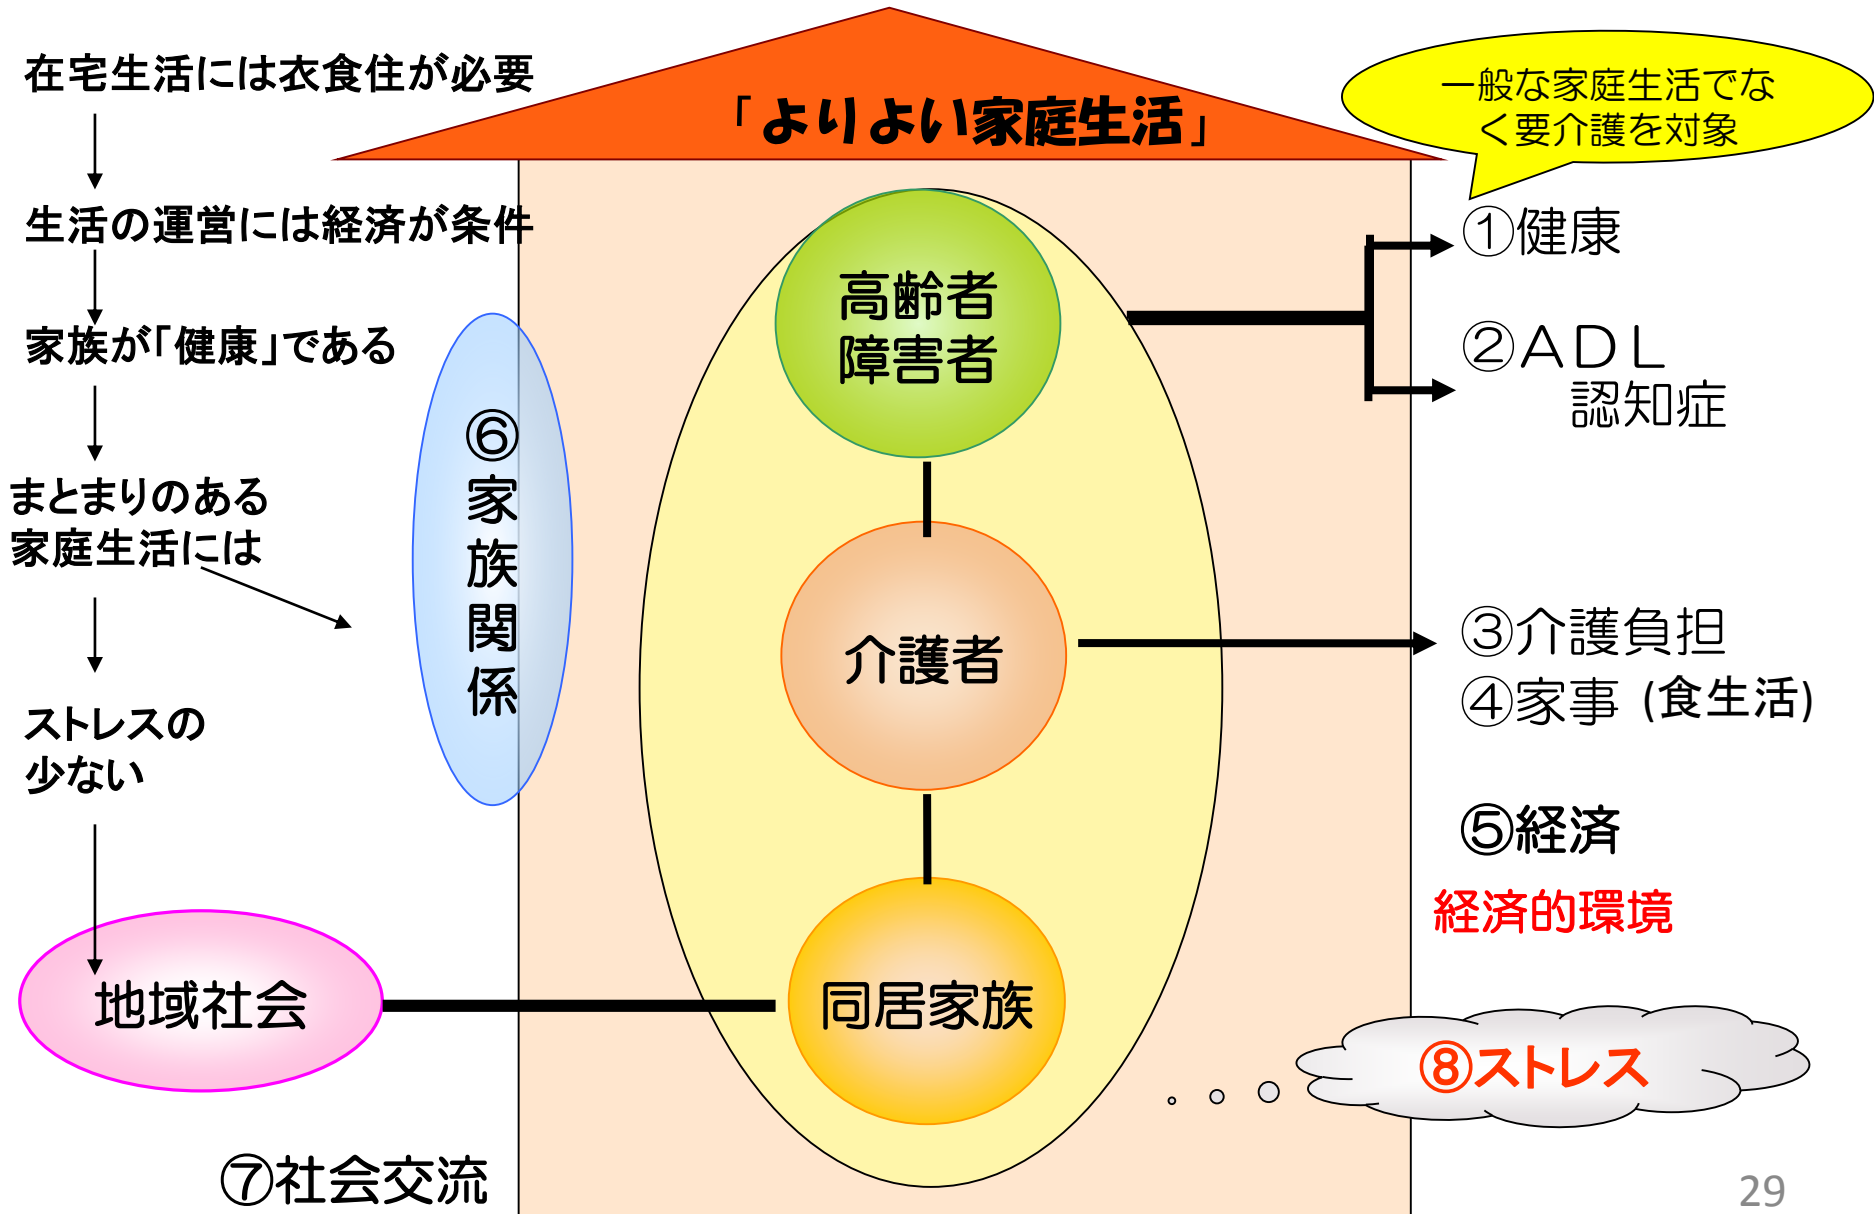 在宅生活には衣食住が必要
生活の運営には経済が条件
家族が「健康」である
まとまりのある
家庭生活には
ストレスの
少ない
地域社会
⑦社会交流
⑥家族関係
「よりよい家庭生活」
高齢者
障害者
介護者
同居家族
一般な家庭生活でな
く要介護を対象
①健康
②ＡＤＬ
認知症
③介護負担
④家事 (食生活)
⑤経済
経済的環境
⑧ストレス
29